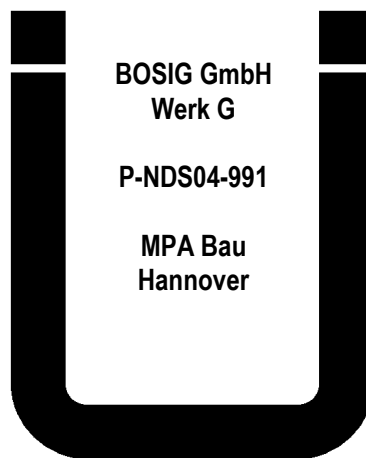 BOSIG GmbH
Werk G
P-NDS04-991
MPA Bau
Hannover